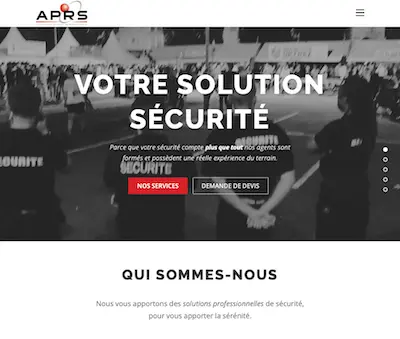 APRS
VOTRE SOLUTION
SÉCURITÉ
Parce que votre sécurité compte plus que tout nos agents sont
formés et possèdent une réelle expérience du terrain.
SECURITE
SÉCURITÉ
NOS SERVICES
DEMANDE DE DEVIS
QUI SOMMES-NOUS
Nous vous apportons des solutions professionnelles de sécurité,
pour vous apporter la sérénité.